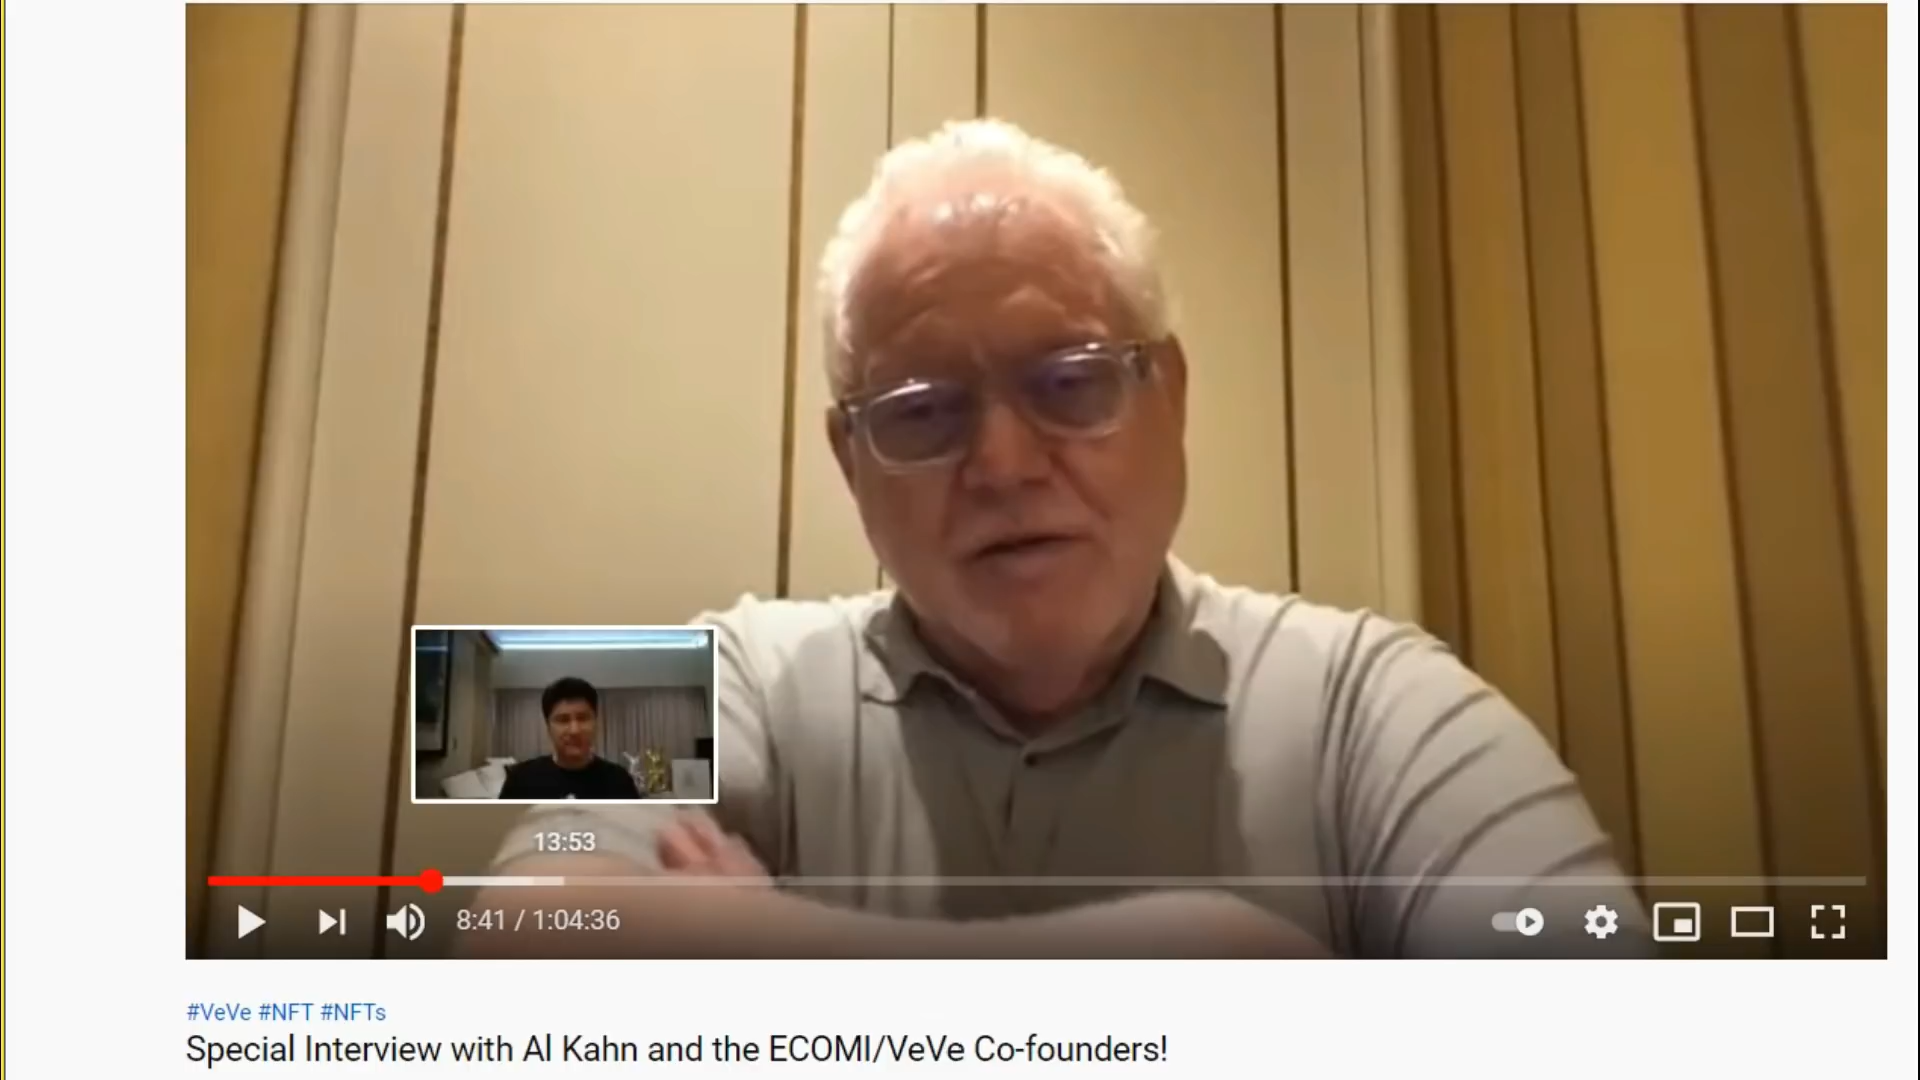 13:53
8:41 / 1:04:36
#VeVe #NFT #NFTs
Special Interview with Al Kahn and the ECOMI/VeVe Co-founders!